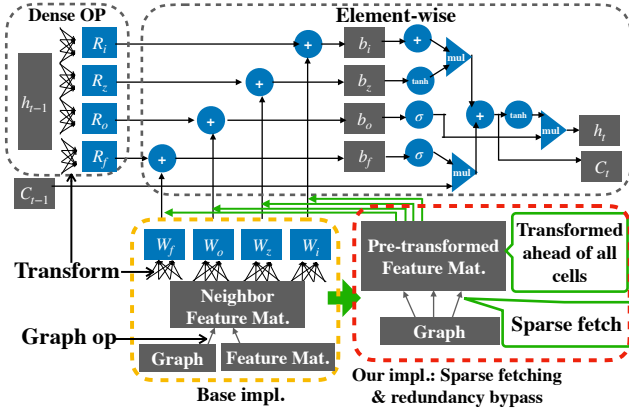 Dense OP
Element-wise
h_{t−1}
R_i
+
b_i
+
mul
R_z
+
b_z
tanh
R_o
+
b_o
σ
+
tanh
mul
h_t
R_f
+
b_f
σ
mul
C_t
C_{t−1}
W_f
W_o
W_z
W_i
Transform
Neighbor
Feature Mat.
Graph op
Graph
Feature Mat.
Base impl.
Pre-transformed
Feature Mat.
Transformed
ahead of all
cells
Graph
Sparse fetch
Our impl.: Sparse fetching
& redundancy bypass